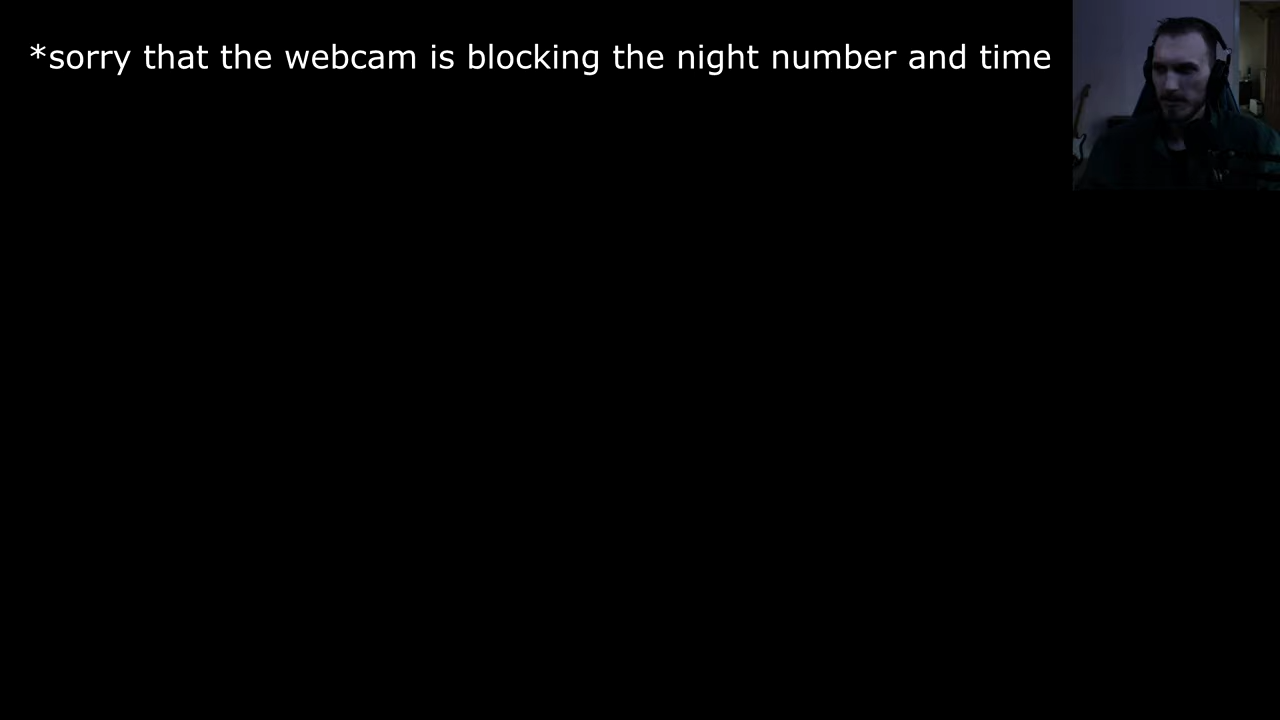 *sorry that the webcam is blocking the night number and time